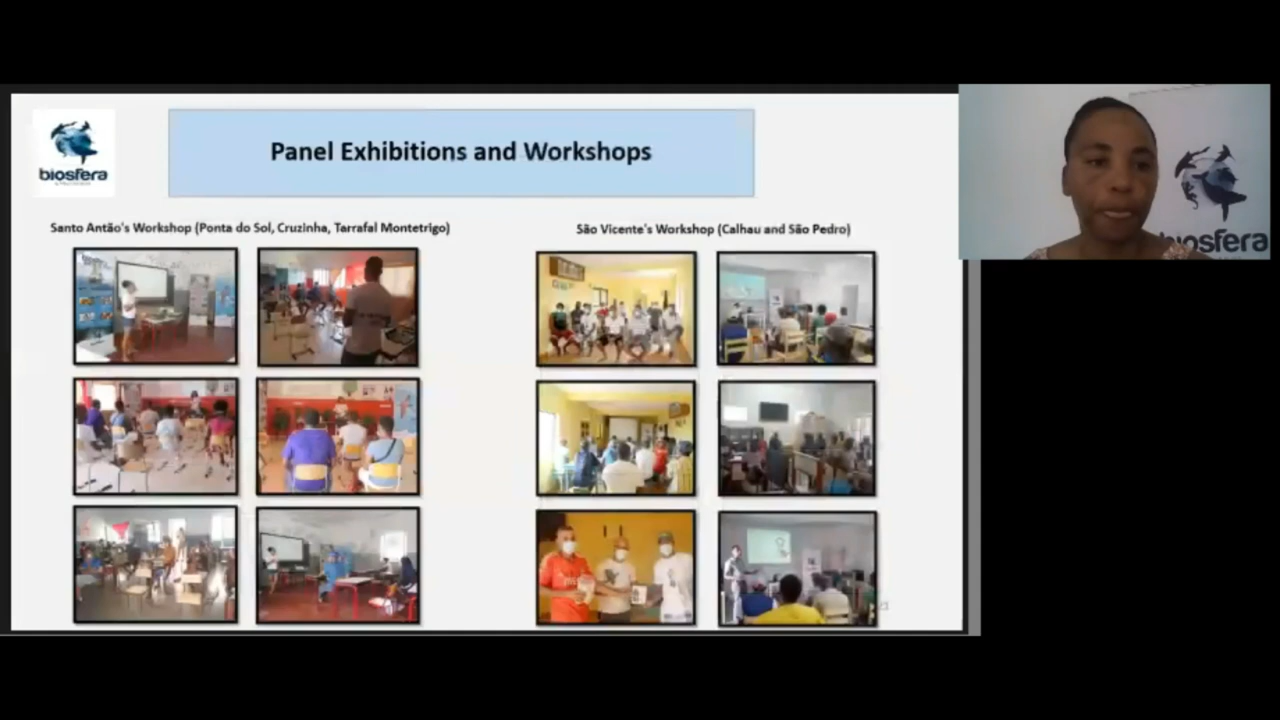 biosfera
Panel Exhibitions and Workshops
Santo Antão's Workshop (Ponta do Sol, Cruzinha, Tarrafal Montetrigo)
São Vicente's Workshop (Calhau and São Pedro)
biosfera